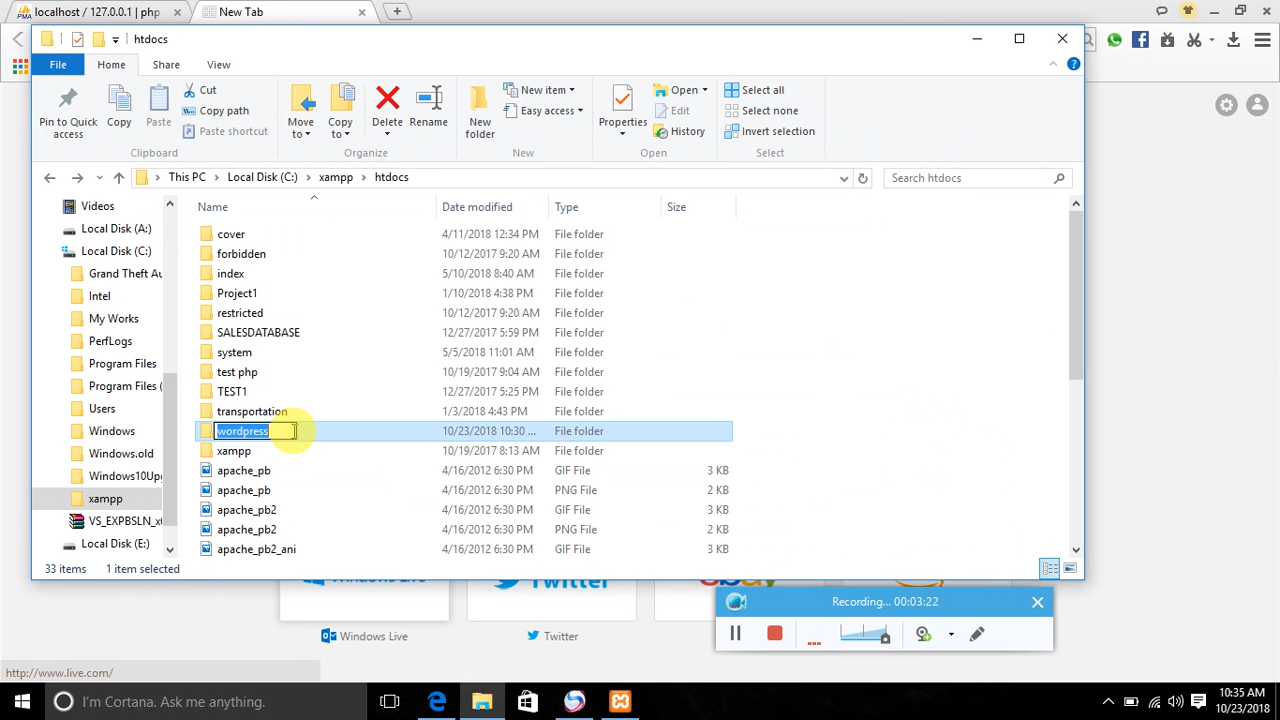 localhost / 127.0.0.1 | php
New Tab
htdocs
File
Home
Share
View
Pin to Quick access
Copy
Paste
Cut
Copy path
Paste shortcut
Clipboard
Move to
Copy to
Delete
Rename
Organize
New folder
New item
Easy access
New
Properties
Open
Edit
History
Open
Select all
Select none
Invert selection
Select
This PC > Local Disk (C:) > xampp > htdocs
Search htdocs
Name
Date modified
Type
Size
Videos
Local Disk (A:)
Local Disk (C:)
Grand Theft Au
Intel
My Works
PerfLogs
Program Files
Program Files (
Users
Windows
Windows.old
Windows10Upg
xampp
VS_EXPBSLN_x
Local Disk (E:)
cover 4/11/2018 12:34 PM File folder
forbidden 10/12/2017 9:20 AM File folder
index 5/10/2018 8:40 AM File folder
Project1 1/10/2018 4:38 PM File folder
restricted 10/12/2017 9:20 AM File folder
SALESDATABASE 12/27/2017 5:59 PM File folder
system 5/5/2018 11:01 AM File folder
test php 10/19/2017 9:04 AM File folder
TEST1 12/27/2017 5:25 PM File folder
transportation 1/3/2018 4:43 PM File folder
wordpress 10/23/2018 10:30 ... File folder
xampp 10/19/2017 8:13 AM File folder
apache_pb 4/16/2012 6:30 PM GIF File 3 KB
apache_pb 4/16/2012 6:30 PM PNG File 2 KB
apache_pb2 4/16/2012 6:30 PM GIF File 3 KB
apache_pb2 4/16/2012 6:30 PM PNG File 2 KB
apache_pb2_ani 4/16/2012 6:30 PM GIF File 3 KB
33 items 1 item selected
Windows Live
Twitter
Recording... 00:03:22
Windows Live
Twitter
http://www.live.com/
I'm Cortana. Ask me anything.
10:35 AM
10/23/2018